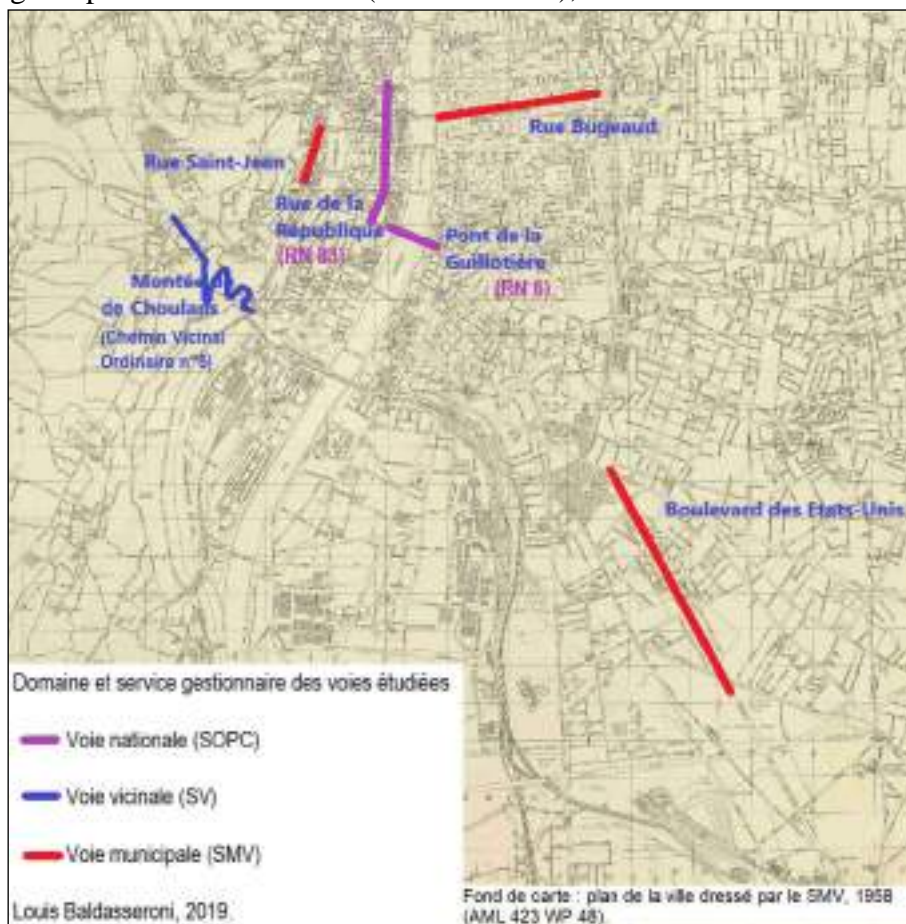 Rue Bugeaud
Rue Saint-Jean
Rue de la
République
(RN 83)
Pont de la
Guillotière
(RN 6)
Montée
de Choulans
(Chemin Vicinal
Ordinaire n°6)
Boulevard des Etats-Unis
Domaine et service gestionnaire des voies étudiées
Voie nationale (SOPC)
Voie vicinale (SV)
Voie municipale (SMV)
Louis Baldasseroni, 2019.
Fond de carte : plan de la ville dressé par le SMV, 1958
(AML 423 WP 48).